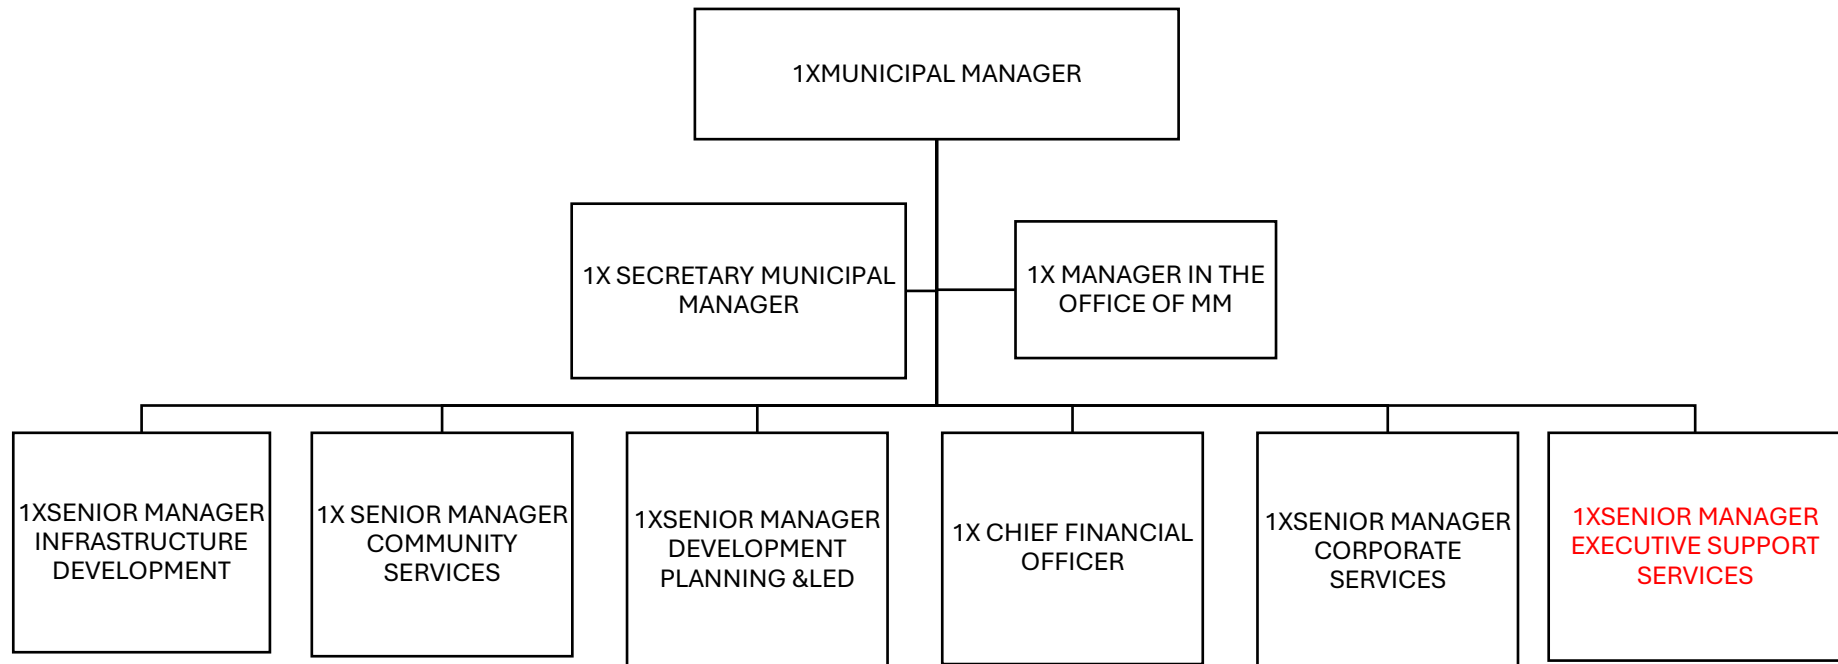 1XMUNICIPAL MANAGER
1X SECRETARY MUNICIPAL
MANAGER
1X MANAGER IN THE
OFFICE OF MM
1XSENIOR MANAGER
INFRASTRUCTURE
DEVELOPMENT
1X SENIOR MANAGER
COMMUNITY
SERVICES
1XSENIOR MANAGER
DEVELOPMENT
PLANNING &LED
1X CHIEF FINANCIAL
OFFICER
1XSENIOR MANAGER
CORPORATE
SERVICES
1XSENIOR MANAGER
EXECUTIVE SUPPORT
SERVICES